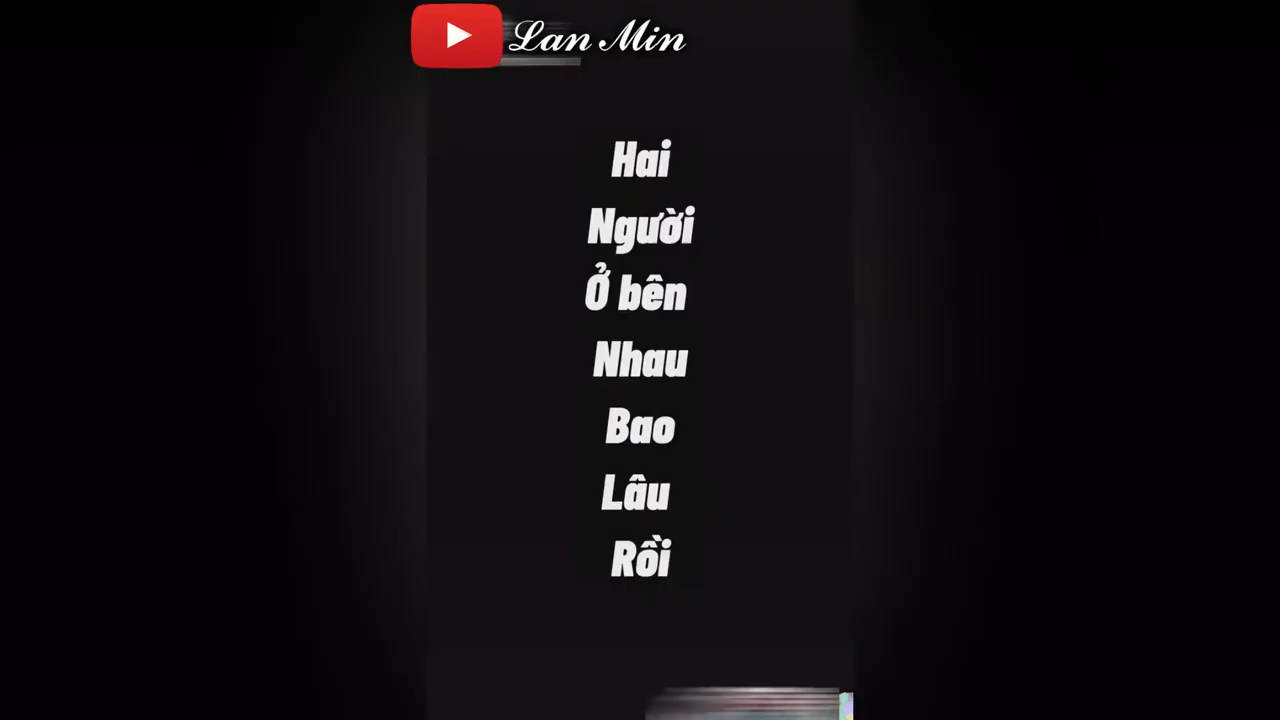 Lan Min
Hai
Người
Ở bên
Nhau
Bao
Lâu
Rồi